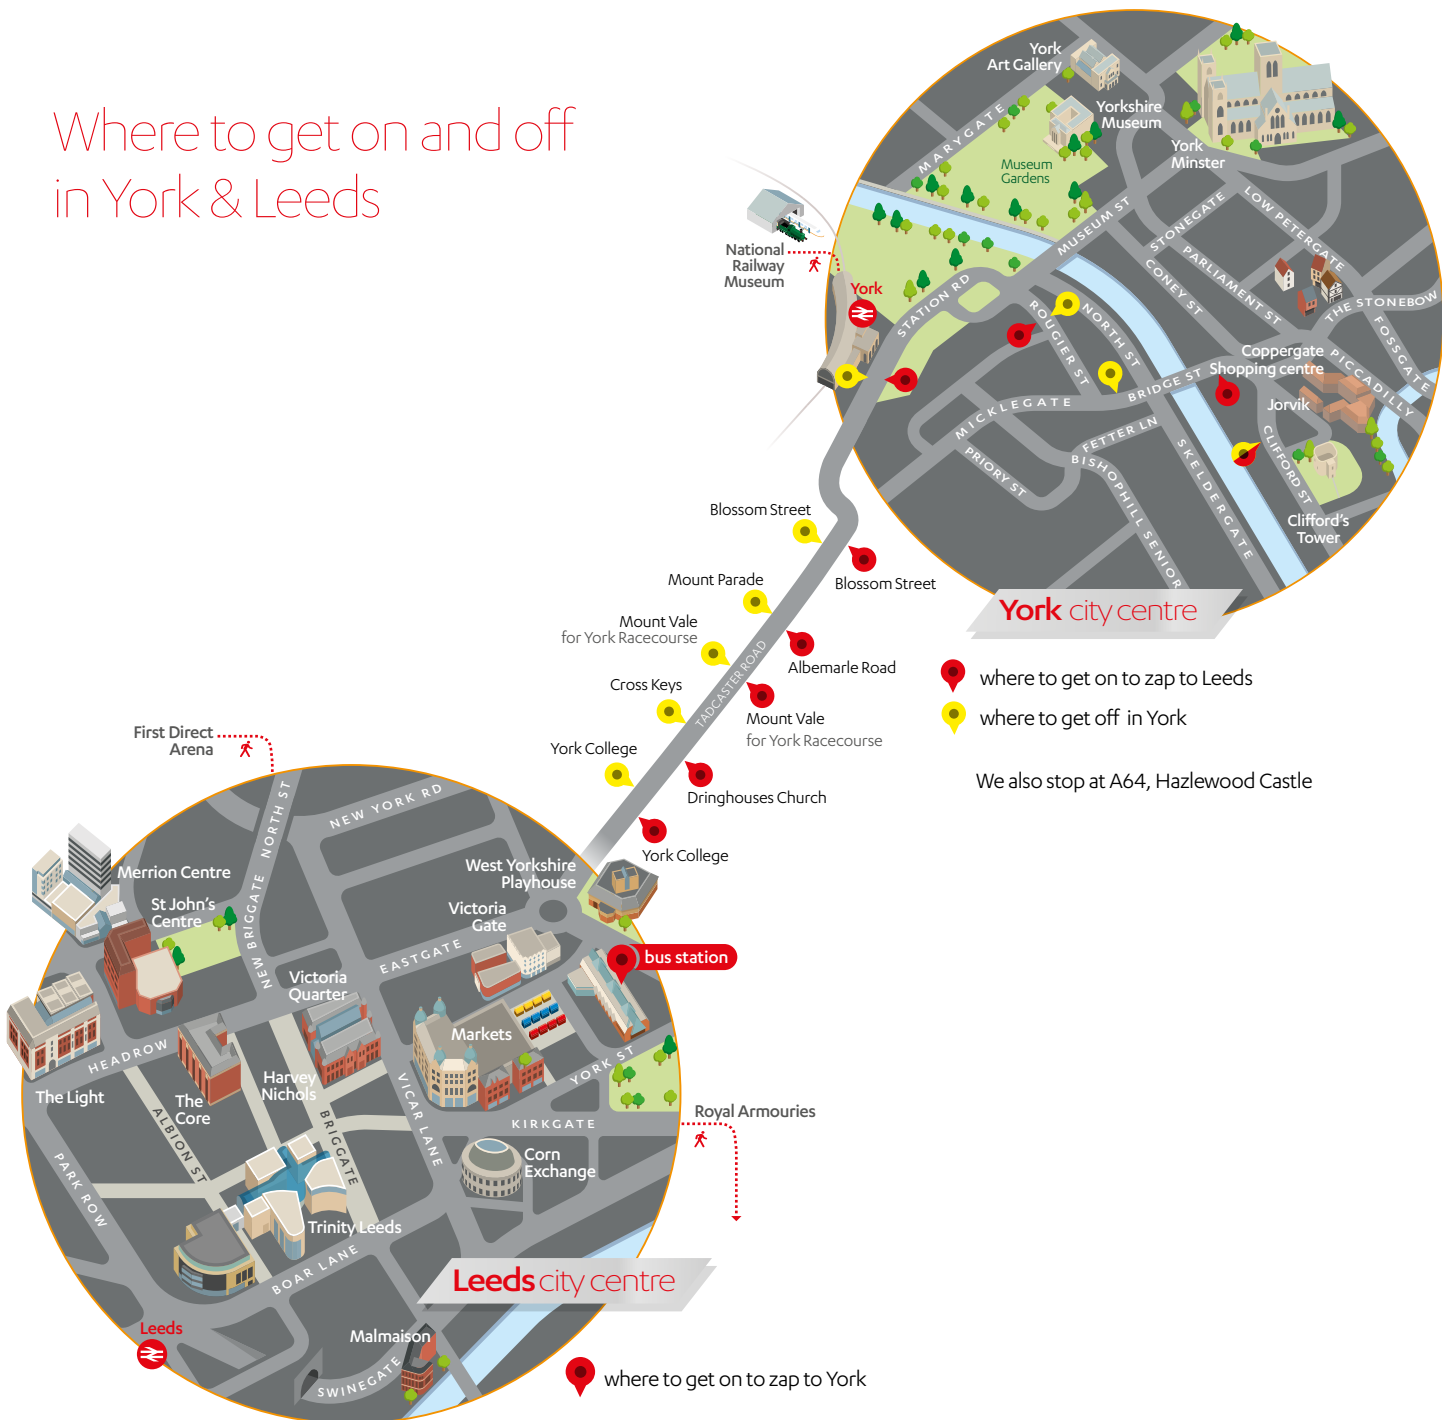 Where to get on and off
in York & Leeds
York
Art Gallery
Yorkshire
Museum
York
Minster
MARYGATE
Museum
Gardens
MUSEUM ST
STONEGATE
LOW PETERGATE
National
Railway
Museum
York
STATION RD
CONEY ST
PARLIAMENT ST
THE STONEBOW
FOSSGATE
ROUGIER ST
NORTH ST
Coppergate
Shopping centre
PICCADILLY
BRIDGE ST
MICKLEGATE
Jorvik
FETTER LN
PRIORY ST
BISHOPHILL SENIOR
SKELDERGATE
CLIFFORD ST
Clifford's
Tower
Blossom Street
Blossom Street
Mount Parade
Mount Vale
for York Racecourse
Albemarle Road
TADCASTER ROAD
Cross Keys
Mount Vale
for York Racecourse
York College
Dringhouses Church
York College
York city centre
where to get on to zap to Leeds
where to get off in York
We also stop at A64, Hazlewood Castle
First Direct
Arena
NORTH ST
NEW YORK RD
Merrion Centre
St John's
Centre
NEW BRIGGATE
West Yorkshire
Playhouse
Victoria
Gate
EASTGATE
bus station
Victoria
Quarter
Markets
HEADROW
The Light
The
Core
Harvey
Nichols
YORK ST
VICAR LANE
ALBION ST
BRIGGATE
KIRKGATE
Royal Armouries
Corn
Exchange
PARK ROW
Trinity Leeds
BOAR LANE
Leeds city centre
Leeds
Malmaison
SWINEGATE
where to get on to zap to York